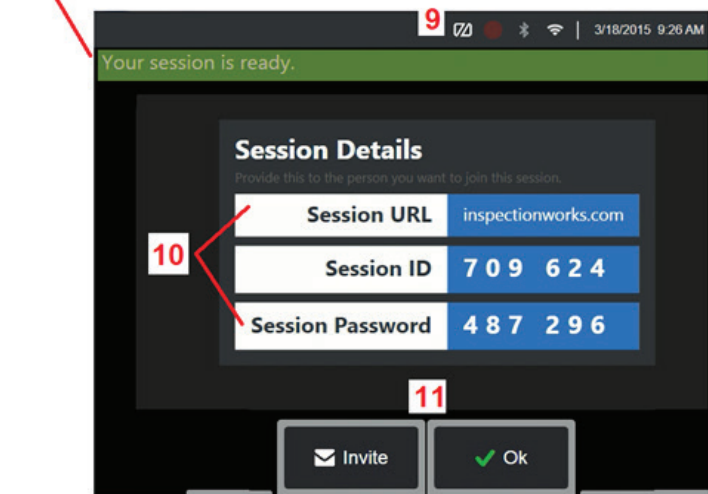 9
3/18/2015 9:26 AM
Your session is ready.
Session Details
Provide this to the person you want to join this session.
Session URL inspectionworks.com
10
Session ID 709 624
Session Password 487 296
11
Invite Ok